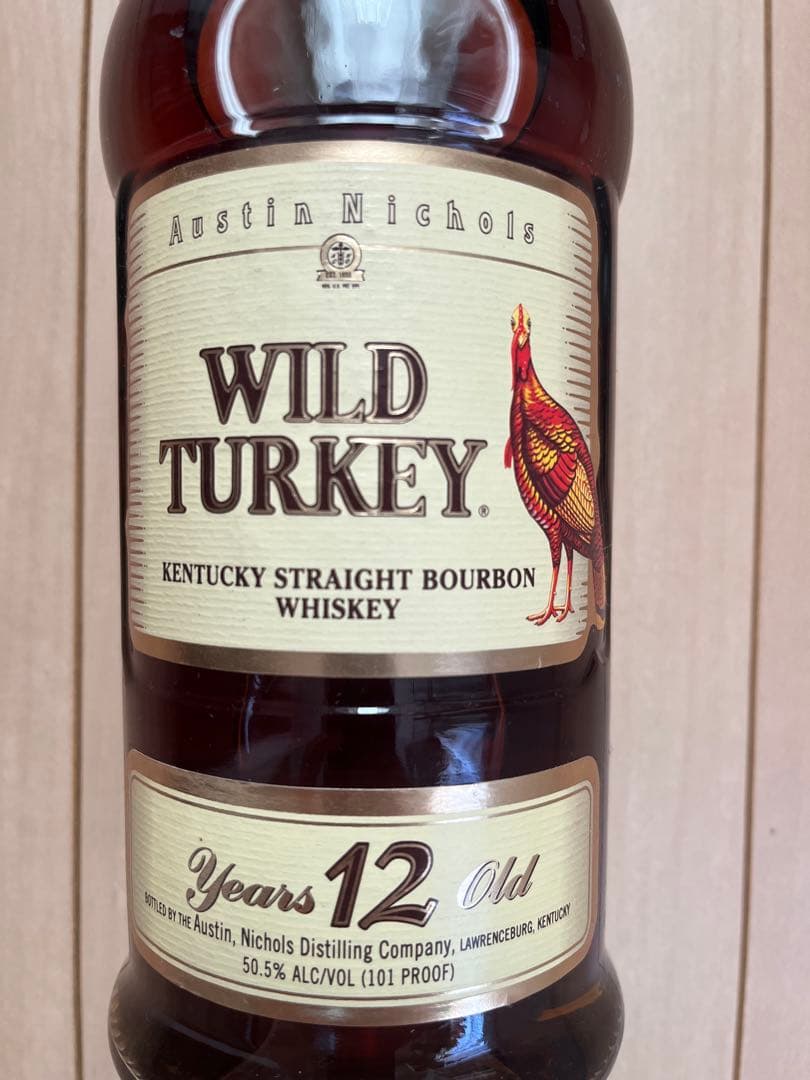 Austin Nichols
WILD
TURKEY®
KENTUCKY STRAIGHT BOURBON
WHISKEY
Years 12 Old
BOTTLED BY THE Austin, Nichols Distilling Company, LAWRENCEBURG, KENTUCKY
50.5% ALC/VOL (101 PROOF)